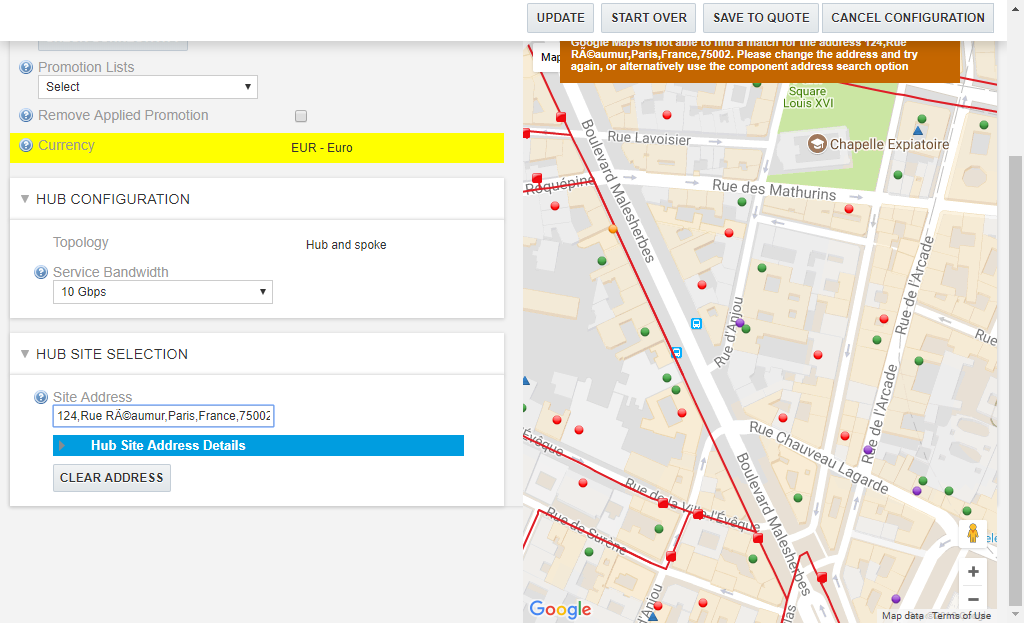 UPDATE
START OVER
SAVE TO QUOTE
CANCEL CONFIGURATION
Promotion Lists
Select
Remove Applied Promotion
Currency
EUR - Euro
HUB CONFIGURATION
Topology
Hub and spoke
Service Bandwidth
10 Gbps
HUB SITE SELECTION
Site Address
124,Rue RÃ©aumur,Paris,France,75002
Hub Site Address Details
CLEAR ADDRESS
Map
Google Maps is not able to find a match for the address 124,Rue
RÃ©aumur,Paris,France,75002. Please change the address and try
again, or alternatively use the component address search option
Square
Louis XVI
Rue Lavoisier
Chapelle Expiatoire
Boulevard Malesherbes
Roquépine
Rue des Mathurins
Rue de l'Arcade
Rue d'Anjou
Rue
Rue de l'Arcade
Rue Chauveau Lagarde
l'Évêque
Boulevard Malesherbes
Rue de la Ville-l'Évêque
Rue de Surène
d'Anjou
Google
Map data
Terms of Use